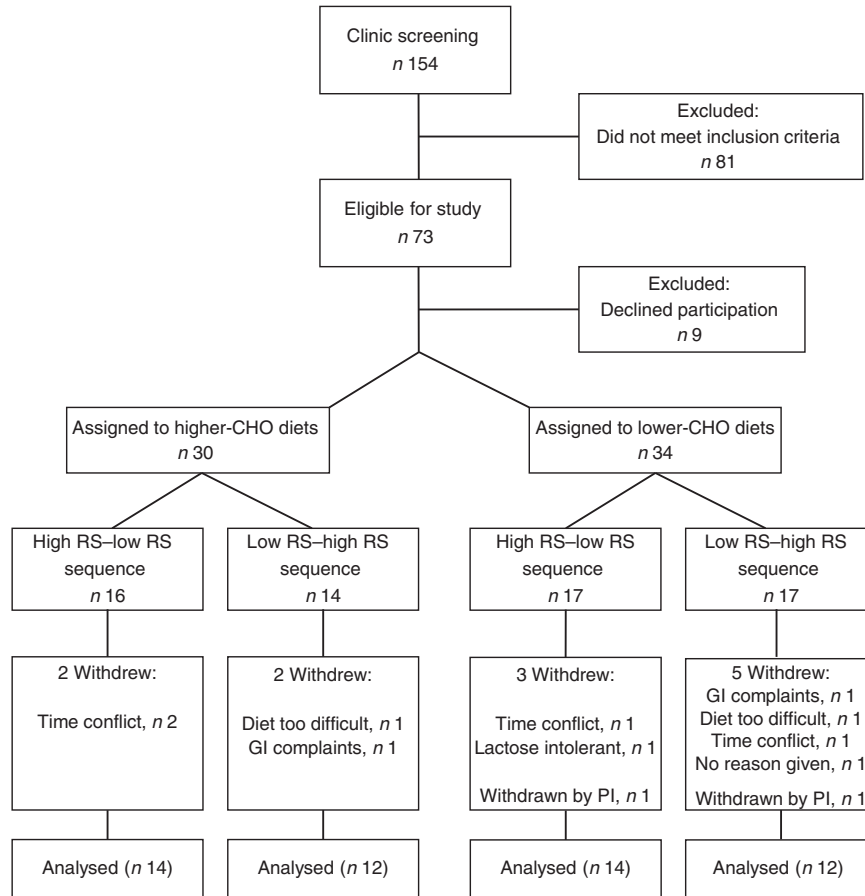 Clinic screening
n 154
Excluded:
Did not meet inclusion criteria
n 81
Eligible for study
n 73
Excluded:
Declined participation
n 9
Assigned to higher-CHO diets
n 30
Assigned to lower-CHO diets
n 34
High RS–low RS
sequence
n 16
Low RS–high RS
sequence
n 14
High RS–low RS
sequence
n 17
Low RS–high RS
sequence
n 17
2 Withdrew:
Time conflict, n 2
2 Withdrew:
Diet too difficult, n 1
GI complaints, n 1
3 Withdrew:
Time conflict, n 1
Lactose intolerant, n 1
Withdrawn by PI, n 1
5 Withdrew:
GI complaints, n 1
Diet too difficult, n 1
Time conflict, n 1
No reason given, n 1
Withdrawn by PI, n 1
Analysed (n 14)
Analysed (n 12)
Analysed (n 14)
Analysed (n 12)